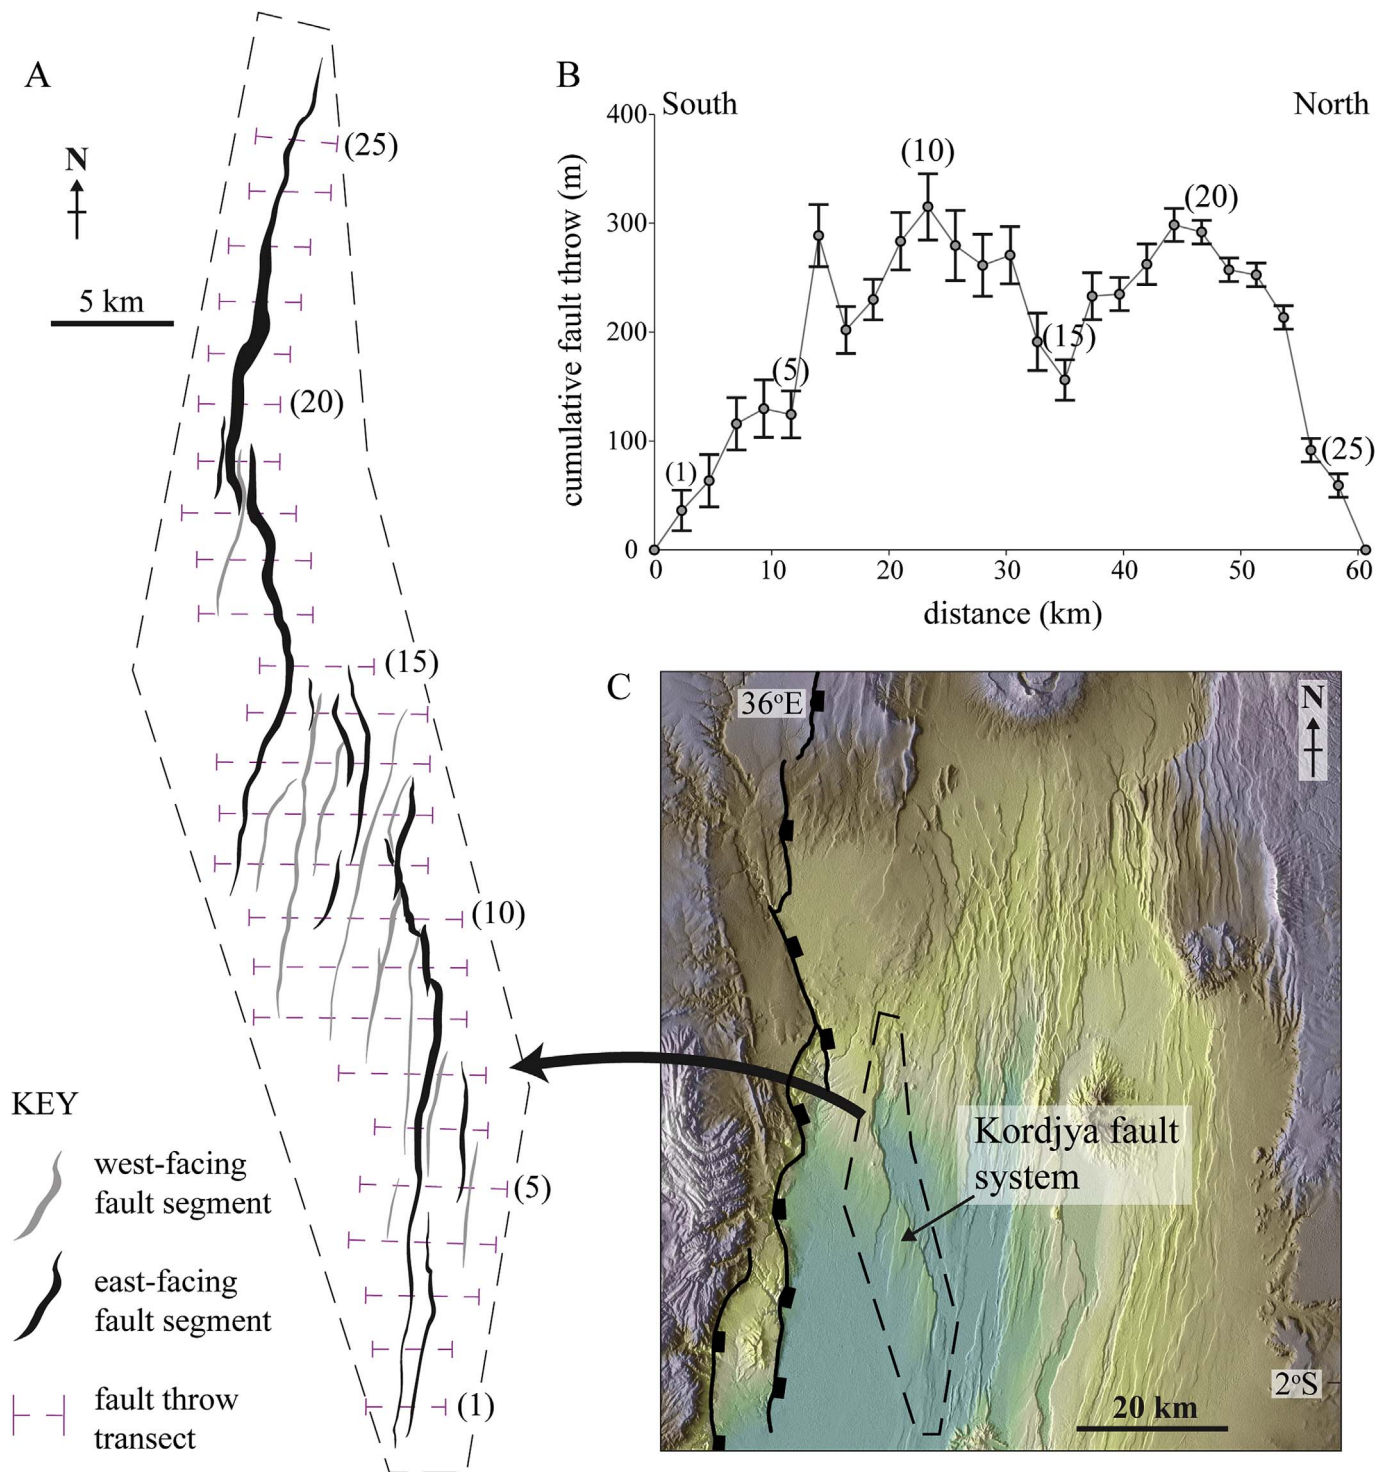 A
N
5 km
(25)
(20)
(15)
(10)
(5)
(1)
KEY
west-facing
fault segment
east-facing
fault segment
fault throw
transect
B
South
North
cumulative fault throw (m)
400
300
200
100
0
(1)
(5)
(10)
(15)
(20)
(25)
0 10 20 30 40 50 60
distance (km)
C
36oE
N
Kordjya fault
system
2oS
20 km